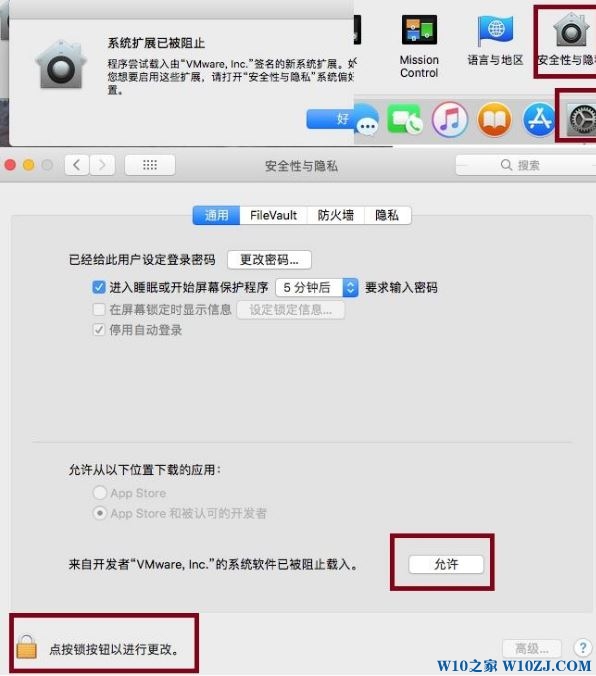 系统扩展已被阻止
程序尝试载入由“VMware, Inc.”签名的新系统扩展。
您想要启用这些扩展，请打开“安全性与隐私”系统偏
置。
好
Mission
Control
语言与地区
安全性与隐
安全性与隐私
搜索
通用
FileVault
防火墙
隐私
已经给此用户设定登录密码
更改密码...
进入睡眠或开始屏幕保护程序
5 分钟后
要求输入密码
在屏幕锁定时显示信息
设定锁定信息...
停用自动登录
允许从以下位置下载的应用：
App Store
App Store 和被认可的开发者
来自开发者“VMware, Inc.”的系统软件已被阻止载入。
允许
点按锁按钮以进行更改。
高级...
?
W10之家 W10ZJ.COM